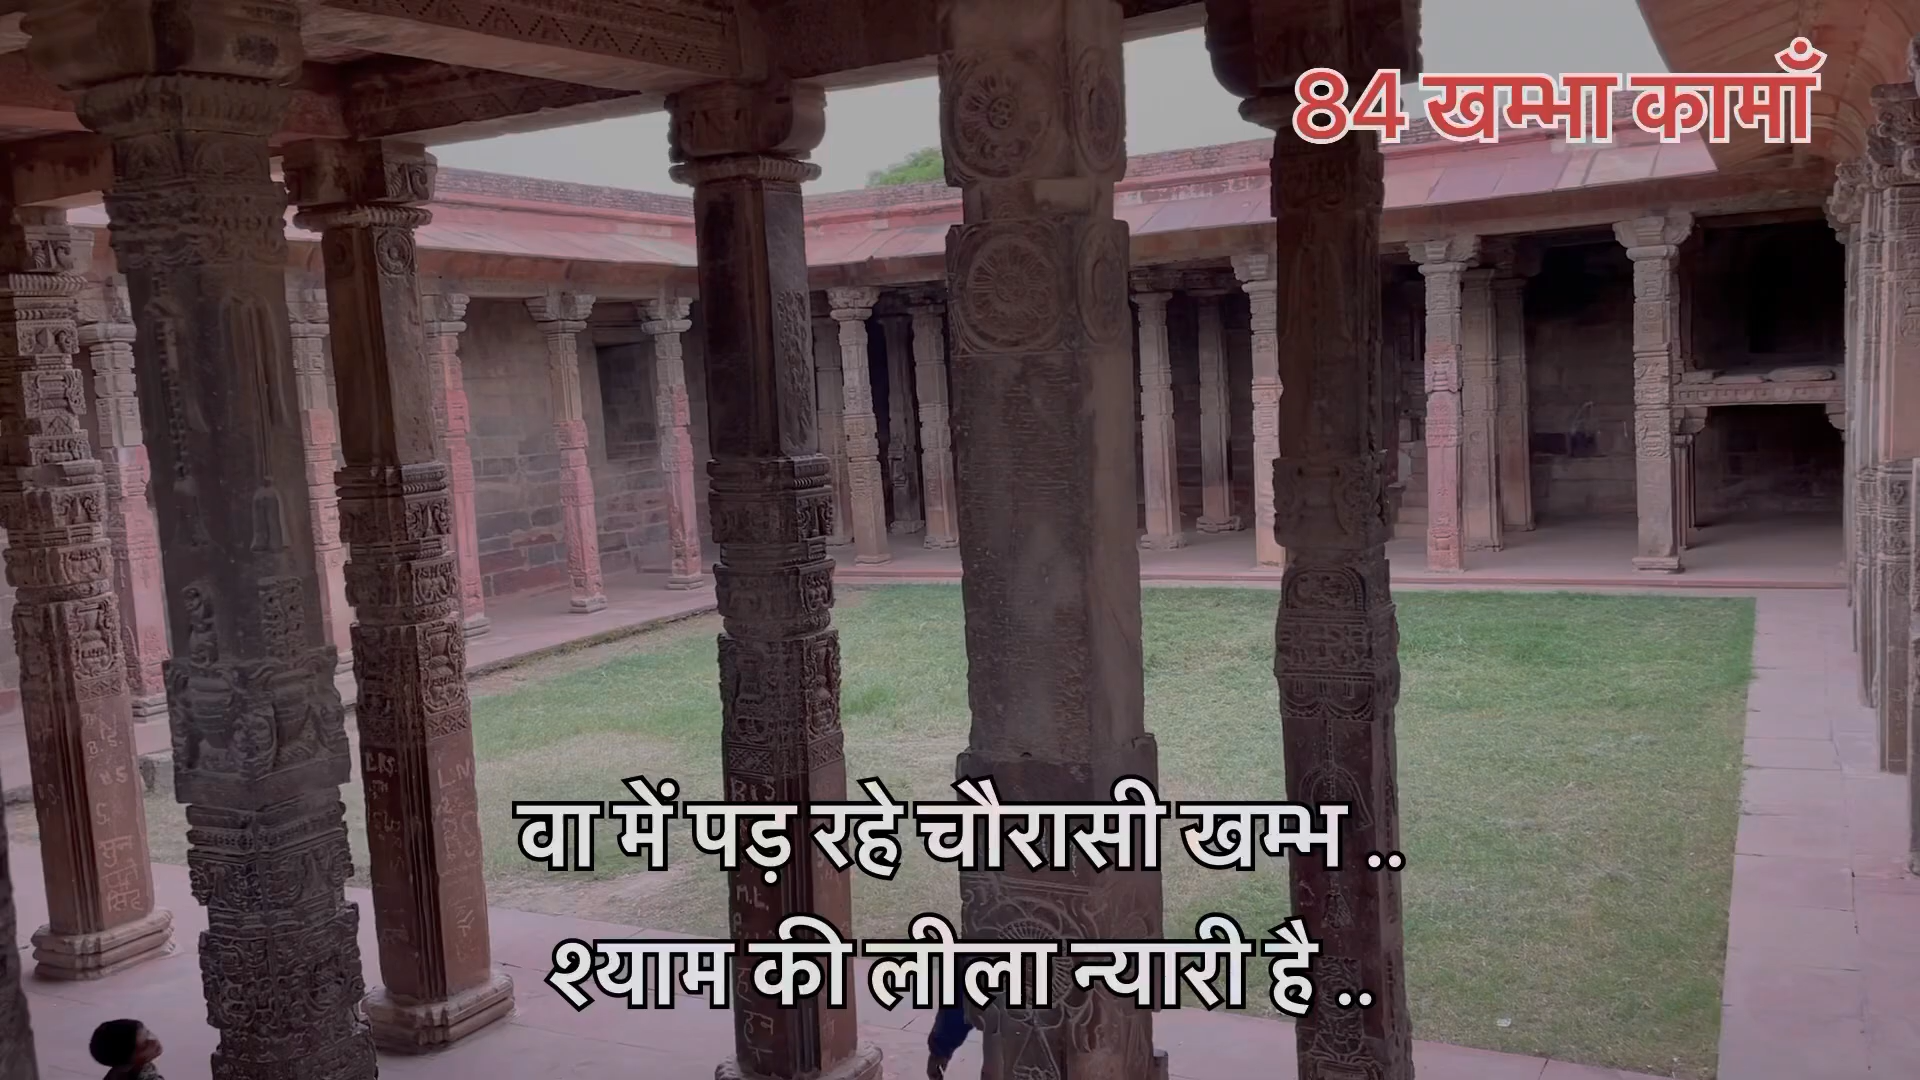 84 खम्भा कामाँ
वा में पड़ रहे चौरासी खम्भ ..
श्याम की लीला न्यारी है ..